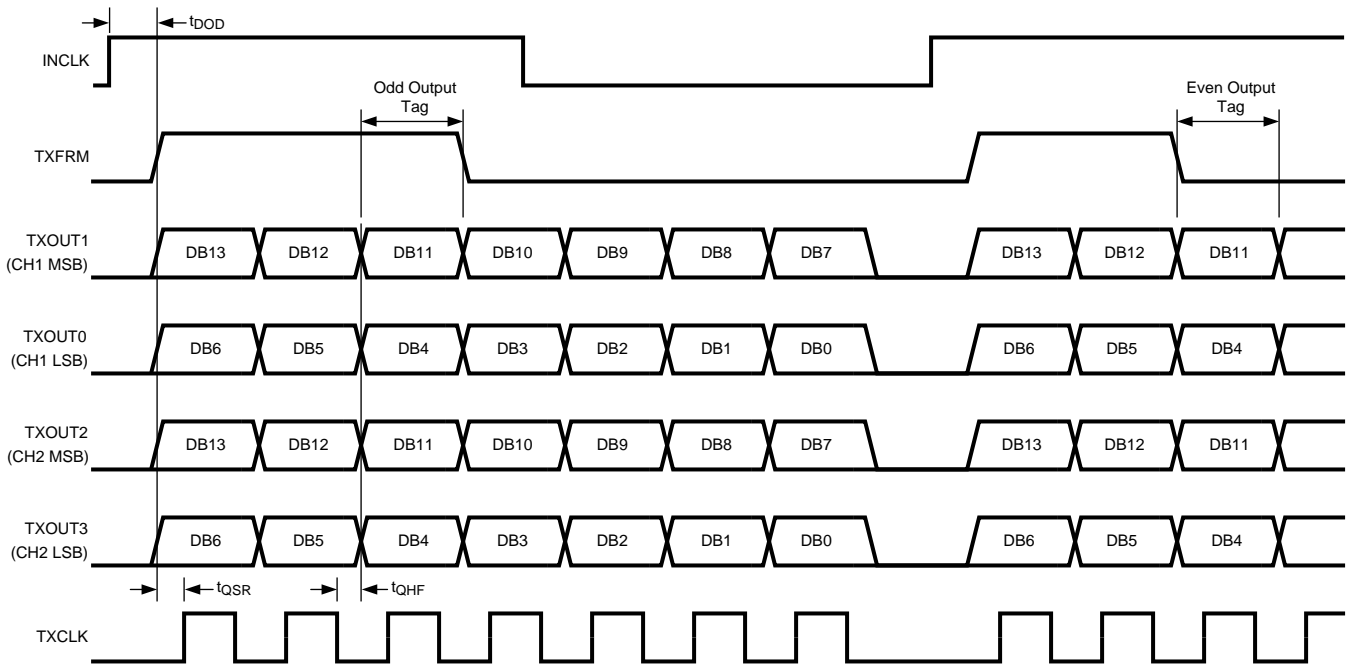 tDOD
INCLK
Odd Output
Tag
Even Output
Tag
TXFRM
TXOUT1
(CH1 MSB)
DB13 DB12 DB11 DB10 DB9 DB8 DB7 DB13 DB12 DB11
TXOUT0
(CH1 LSB)
DB6 DB5 DB4 DB3 DB2 DB1 DB0 DB6 DB5 DB4
TXOUT2
(CH2 MSB)
DB13 DB12 DB11 DB10 DB9 DB8 DB7 DB13 DB12 DB11
TXOUT3
(CH2 LSB)
DB6 DB5 DB4 DB3 DB2 DB1 DB0 DB6 DB5 DB4
tQSR tQHF
TXCLK